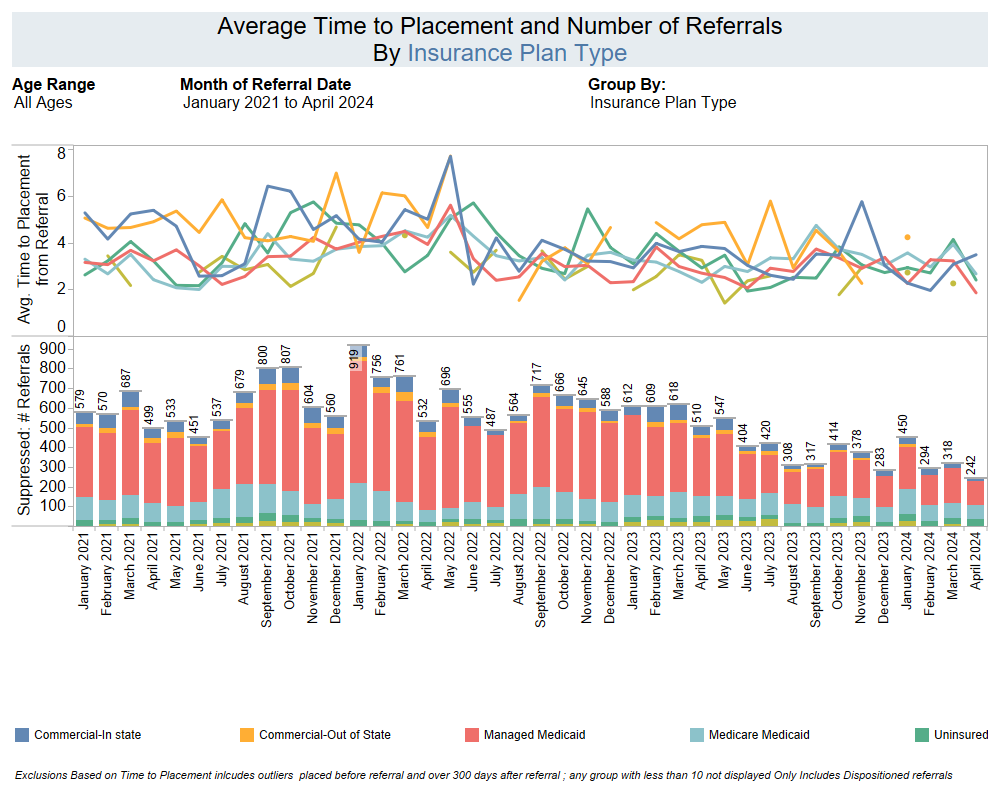 Average Time to Placement and Number of Referrals
By Insurance Plan Type
Age Range Month of Referral Date Group By:
All Ages January 2021 to April 2024 Insurance Plan Type
Avg. Time to Placement
from Referral
8
6
4
2
0
Suppressed: # Referrals
900
800
700
600
500
400
300
200
100
579 570 687 499 533 451 537 679 800 807 604 560 919 756 761 532 696 555 487 564 717 666 645 588 612 609 618 510 547 404 420 308 317 414 378 283 450 294 318 242
January 2021
February 2021
March 2021
April 2021
May 2021
June 2021
July 2021
August 2021
September 2021
October 2021
November 2021
December 2021
January 2022
February 2022
March 2022
April 2022
May 2022
June 2022
July 2022
August 2022
September 2022
October 2022
November 2022
December 2022
January 2023
February 2023
March 2023
April 2023
May 2023
June 2023
July 2023
August 2023
September 2023
October 2023
November 2023
December 2023
January 2024
February 2024
March 2024
April 2024
Commercial-In state Commercial-Out of State Managed Medicaid Medicare Medicaid Uninsured
Exclusions Based on Time to Placement inlcudes outliers placed before referral and over 300 days after referral ; any group with less than 10 not displayed Only Includes Dispositioned referrals